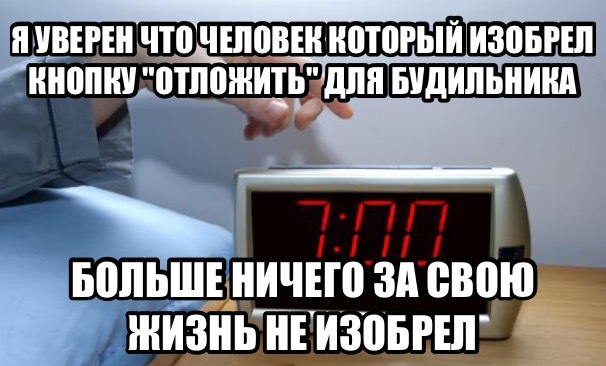 Я УВЕРЕН ЧТО ЧЕЛОВЕК КОТОРЫЙ ИЗОБРЕЛ
КНОПКУ "ОТЛОЖИТЬ" ДЛЯ БУДИЛЬНИКА
7:00
БОЛЬШЕ НИЧЕГО ЗА СВОЮ
ЖИЗНЬ НЕ ИЗОБРЕЛ